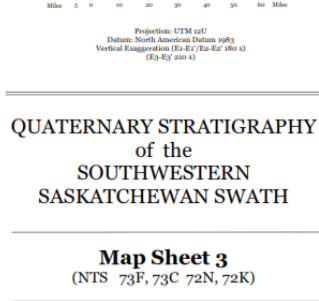 Miles 5 0 10 20 30 40 50 60 Miles
Projection: UTM 12U
Datum: North American Datum 1983
Vertical Exaggeration (E1-E1'/E2-E2' 180 x)
(E3-E3' 210 x)
QUATERNARY STRATIGRAPHY
of the
SOUTHWESTERN
SASKATCHEWAN SWATH
Map Sheet 3
(NTS 73F, 73C 72N, 72K)